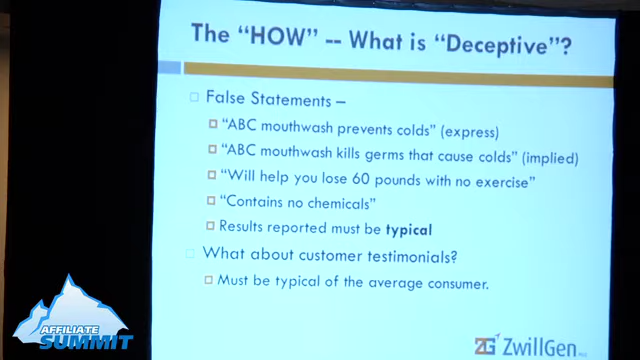 The “HOW” -- What is “Deceptive”?
False Statements –
“ABC mouthwash prevents colds” (express)
“ABC mouthwash kills germs that cause colds” (implied)
“Will help you lose 60 pounds with no exercise”
“Contains no chemicals”
Results reported must be typical
What about customer testimonials?
Must be typical of the average consumer.
AFFILIATE
SUMMIT
ZG ZwillGen